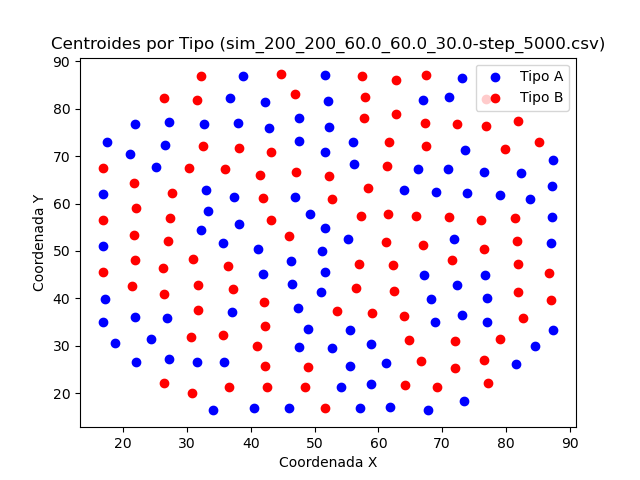 Centroides por Tipo (sim_200_200_60.0_60.0_30.0-step_5000.csv)
Tipo A
Tipo B
Coordenada Y
90
80
70
60
50
40
30
20
20 30 40 50 60 70 80 90
Coordenada X